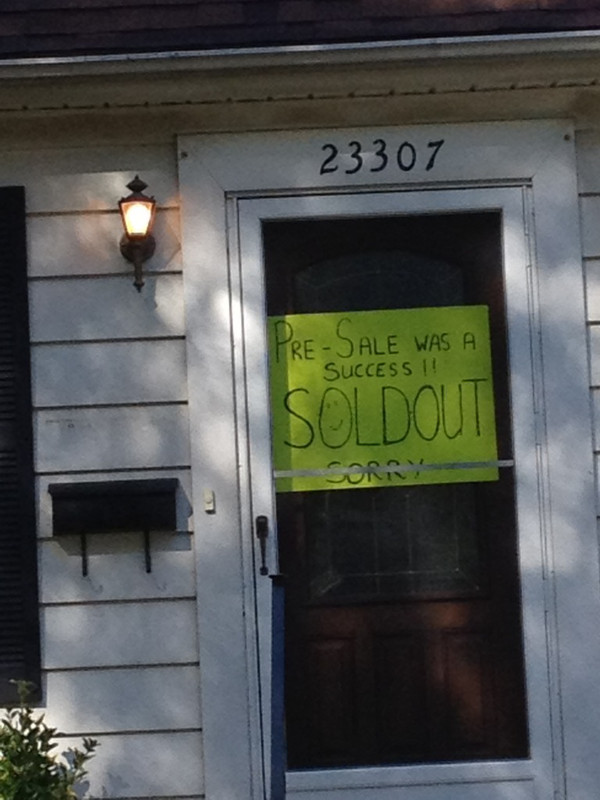 23307
PRE-SALE WAS A
SUCCESS!!
SOLDOUT
SORRY